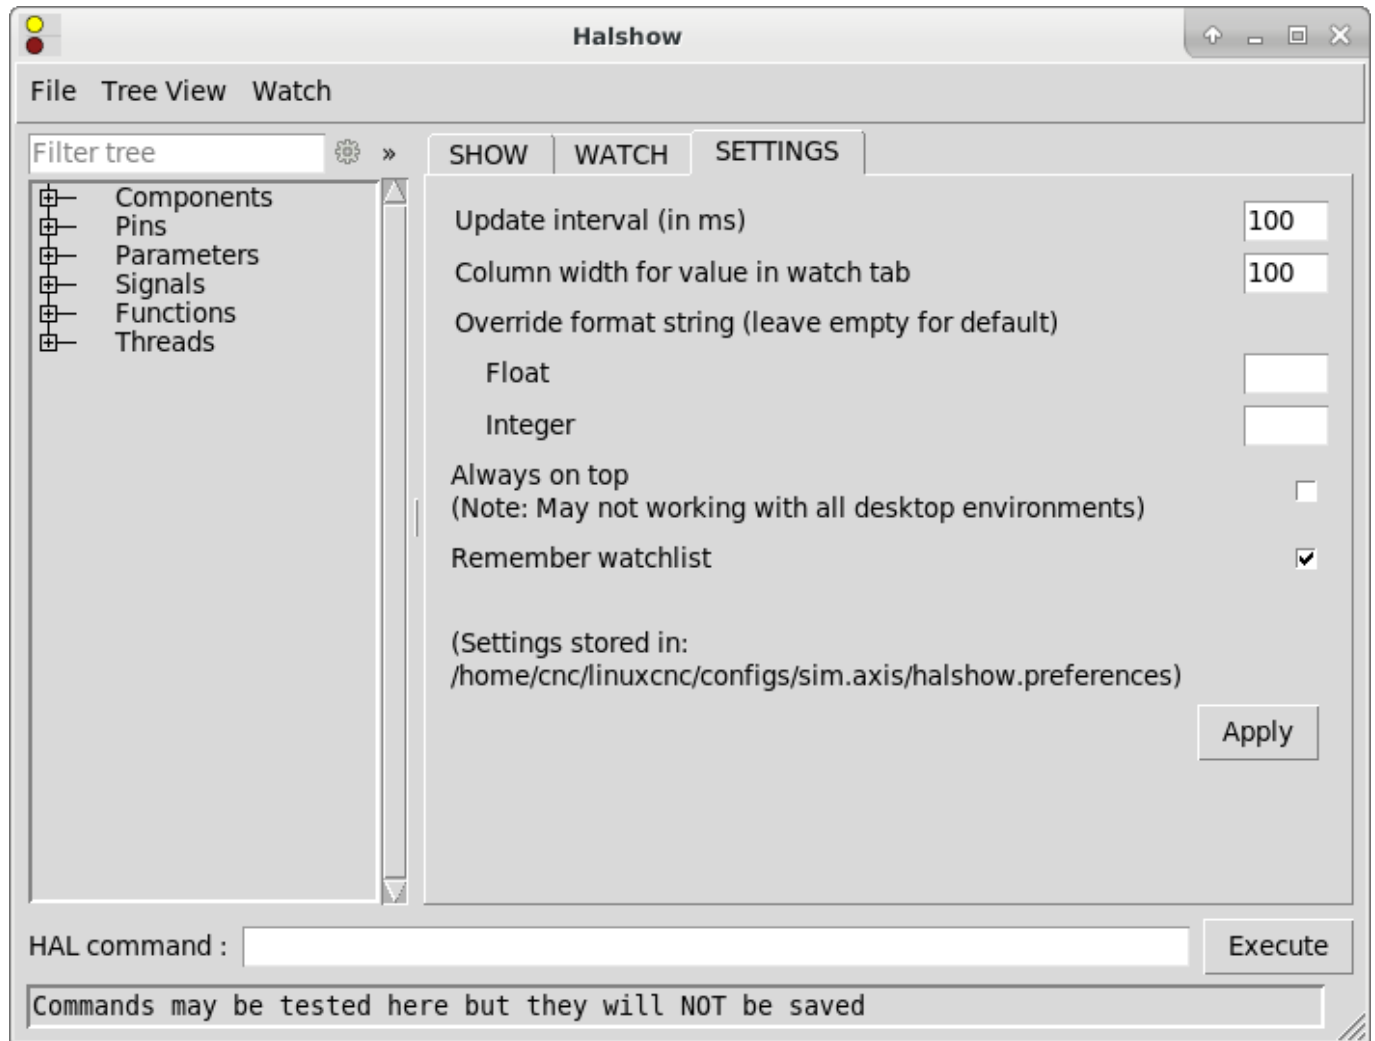 Halshow
File Tree View Watch
Filter tree »
Components
Pins
Parameters
Signals
Functions
Threads
SHOW WATCH SETTINGS
Update interval (in ms) 100
Column width for value in watch tab 100
Override format string (leave empty for default)
Float
Integer
Always on top
(Note: May not working with all desktop environments)
Remember watchlist
(Settings stored in:
/home/cnc/linuxcnc/configs/sim.axis/halshow.preferences)
Apply
HAL command : Execute
Commands may be tested here but they will NOT be saved